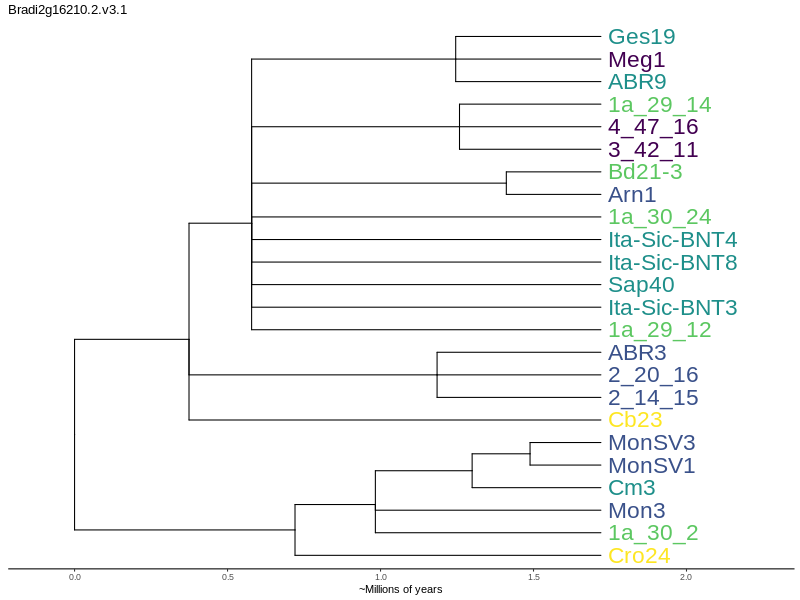 Bradi2g16210.2.v3.1
Ges19
Meg1
ABR9
1a_29_14
4_47_16
3_42_11
Bd21-3
Arn1
1a_30_24
Ita-Sic-BNT4
Ita-Sic-BNT8
Sap40
Ita-Sic-BNT3
1a_29_12
ABR3
2_20_16
2_14_15
Cb23
MonSV3
MonSV1
Cm3
Mon3
1a_30_2
Cro24
0.0 0.5 1.0 1.5 2.0
~Millions of years